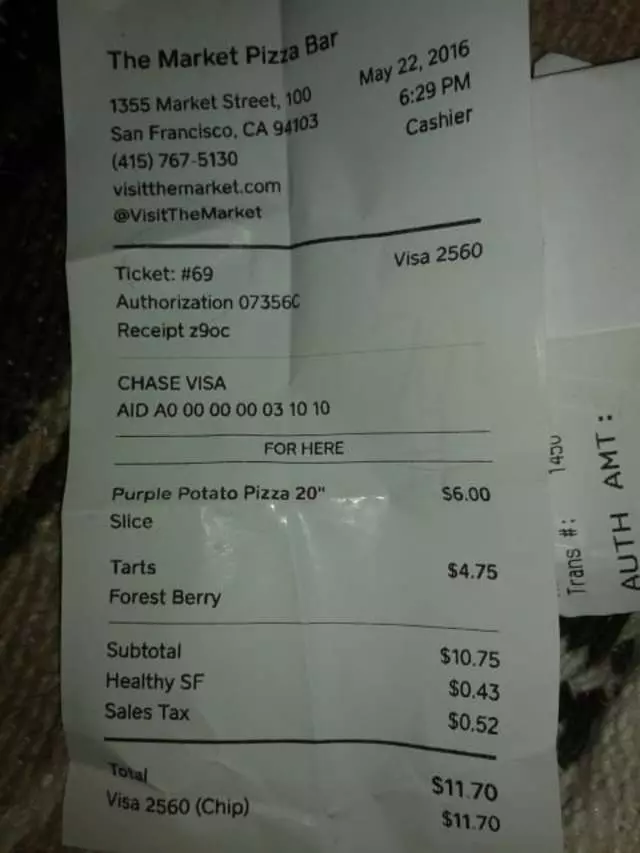 The Market Pizza Bar
May 22, 2016
1355 Market Street, 100
6:29 PM
San Francisco, CA 94103
Cashier
(415) 767-5130
visitthemarket.com
@VisitTheMarket
Visa 2560
Ticket: #69
Authorization 07356C
Receipt z9oc
CHASE VISA
AID A0 00 00 00 03 10 10
FOR HERE
Purple Potato Pizza 20" $6.00
Slice
Tarts $4.75
Forest Berry
Subtotal $10.75
Healthy SF $0.43
Sales Tax $0.52
Total $11.70
Visa 2560 (Chip) $11.70
Trans #:
AUTH AMT: